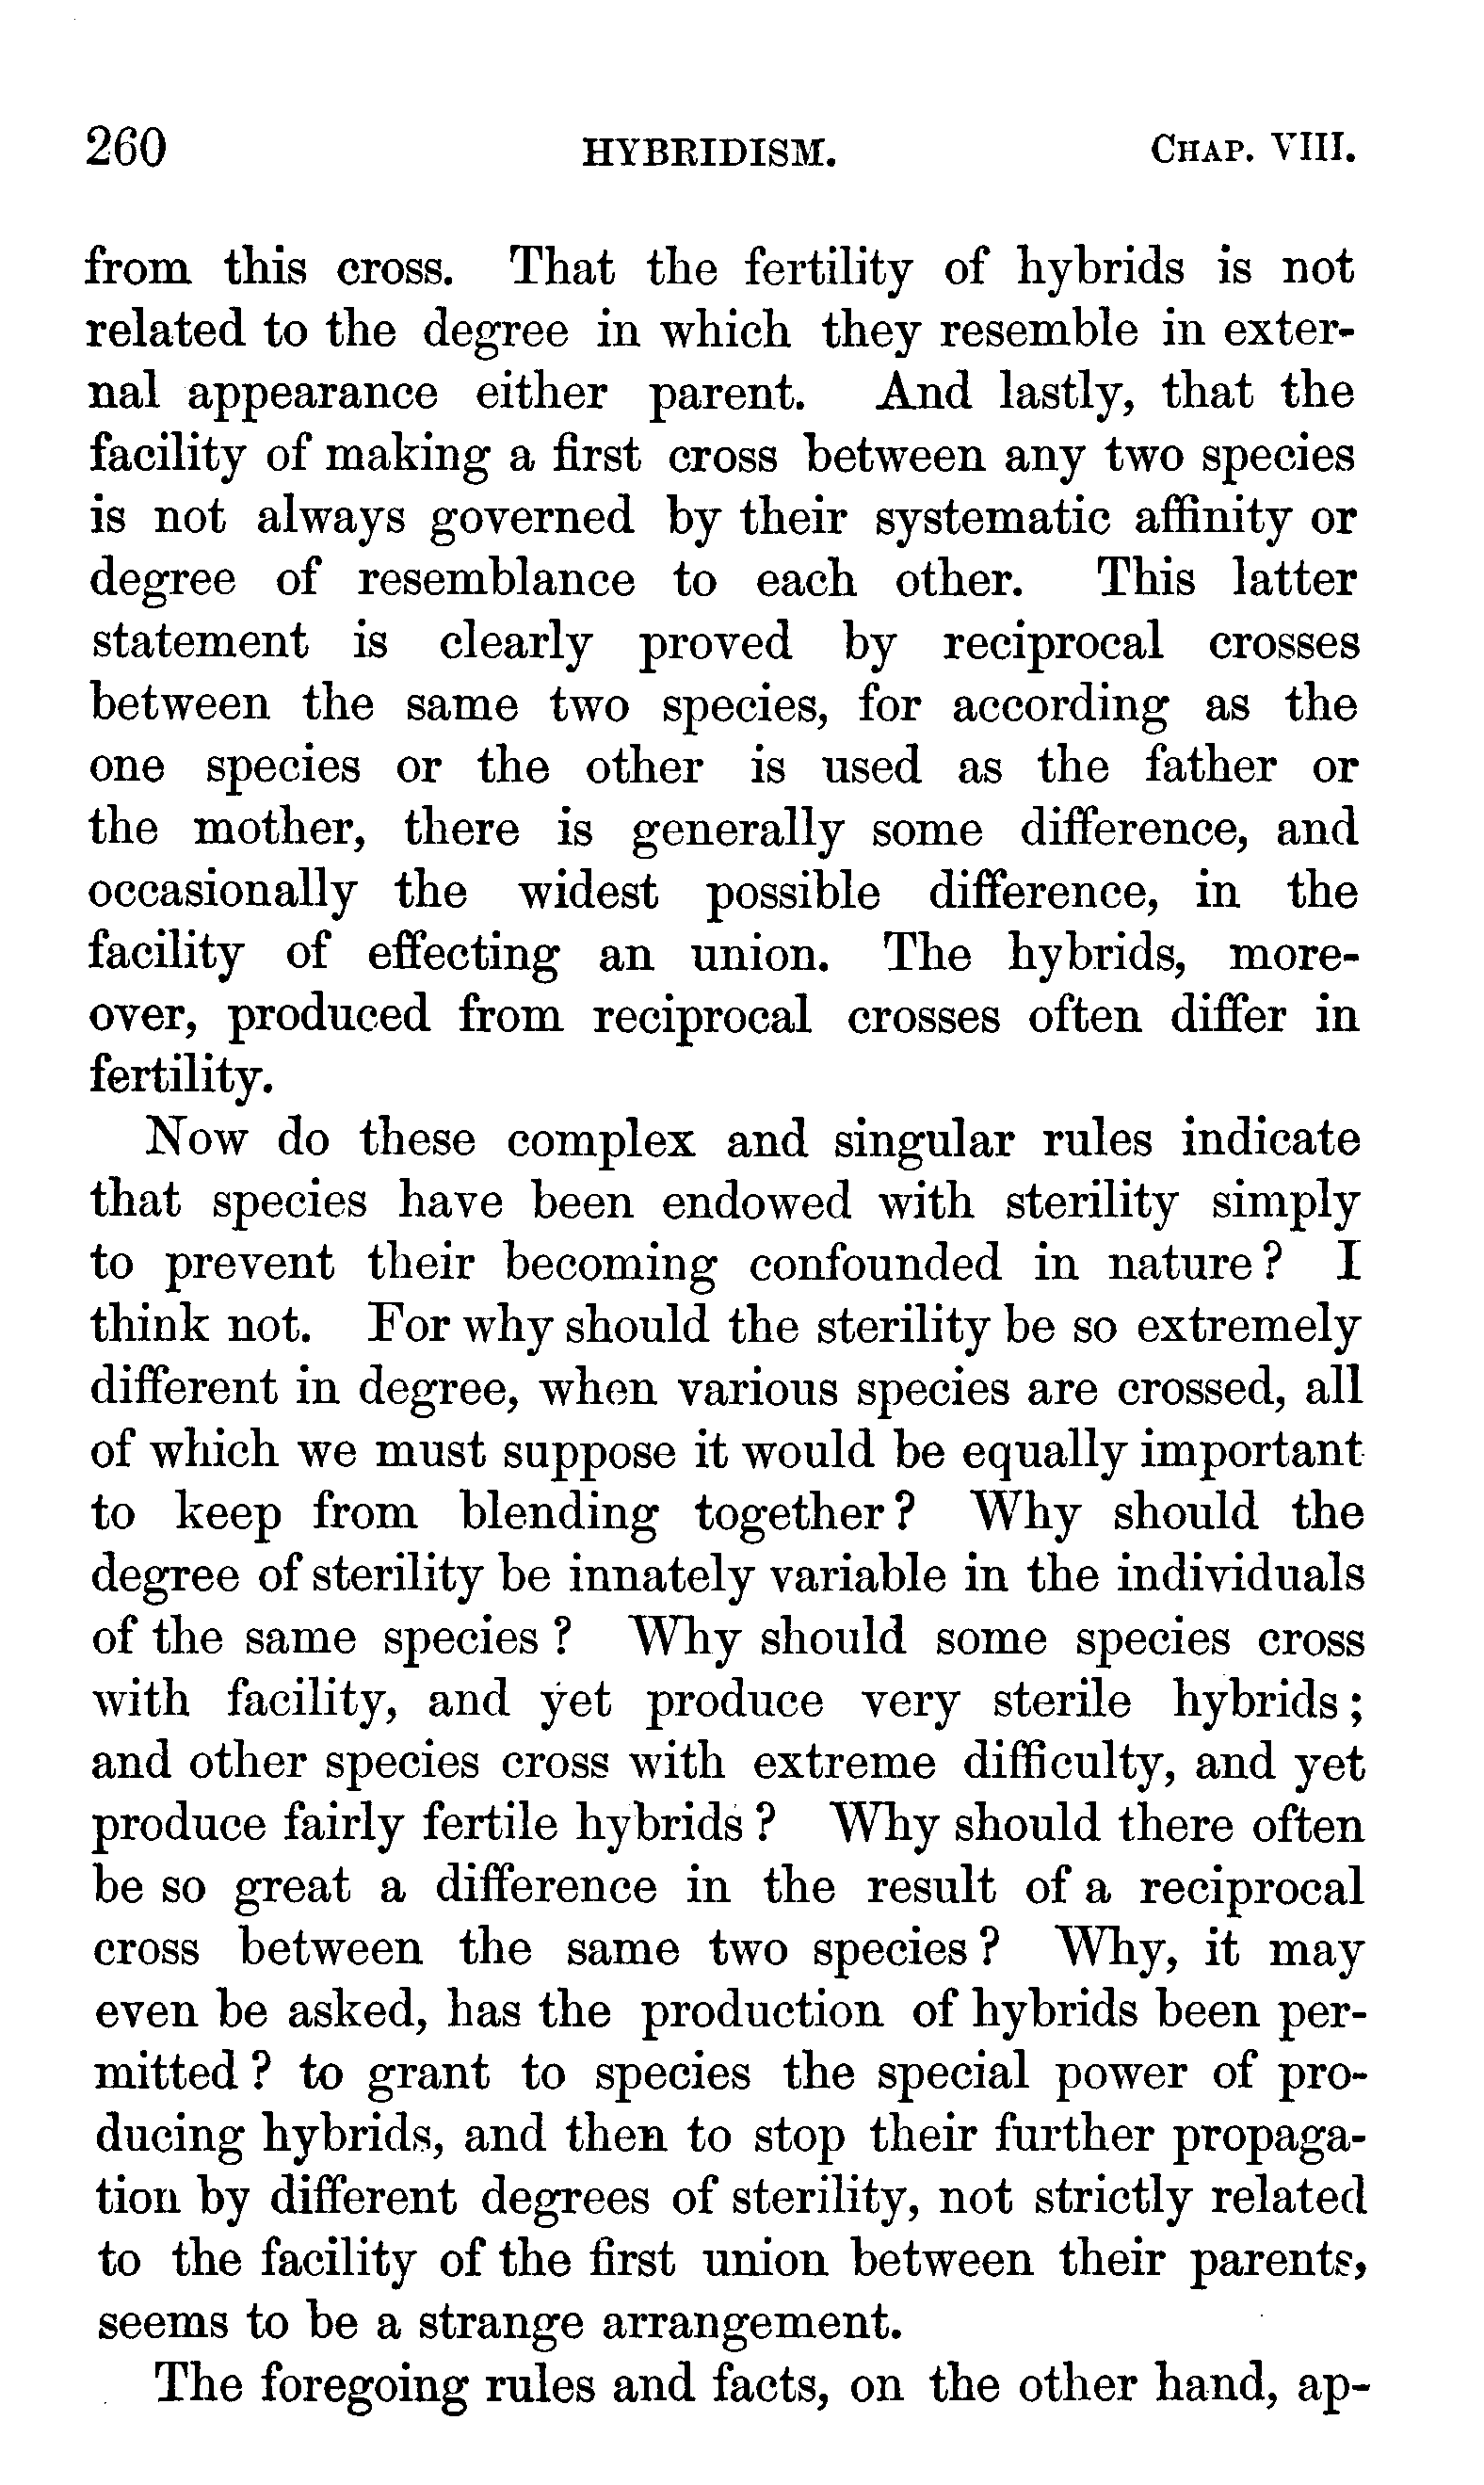 260 HYBRIDISM. CHAP. VIII.
from this cross. That the fertility of hybrids is not
related to the degree in which they resemble in exter-
nal appearance either parent. And lastly, that the
facility of making a first cross between any two species
is not always governed by their systematic affinity or
degree of resemblance to each other. This latter
statement is clearly proved by reciprocal crosses
between the same two species, for according as the
one species or the other is used as the father or
the mother, there is generally some difference, and
occasionally the widest possible difference, in the
facility of effecting an union. The hybrids, more-
over, produced from reciprocal crosses often differ in
fertility.
Now do these complex and singular rules indicate
that species have been endowed with sterility simply
to prevent their becoming confounded in nature? I
think not. For why should the sterility be so extremely
different in degree, when various species are crossed, all
of which we must suppose it would be equally important
to keep from blending together? Why should the
degree of sterility be innately variable in the individuals
of the same species? Why should some species cross
with facility, and yet produce very sterile hybrids;
and other species cross with extreme difficulty, and yet
produce fairly fertile hybrids? Why should there often
be so great a difference in the result of a reciprocal
cross between the same two species? Why, it may
even be asked, has the production of hybrids been per-
mitted? to grant to species the special power of pro-
ducing hybrids, and then to stop their further propaga-
tion by different degrees of sterility, not strictly related
to the facility of the first union between their parents,
seems to be a strange arrangement.
The foregoing rules and facts, on the other hand, ap-